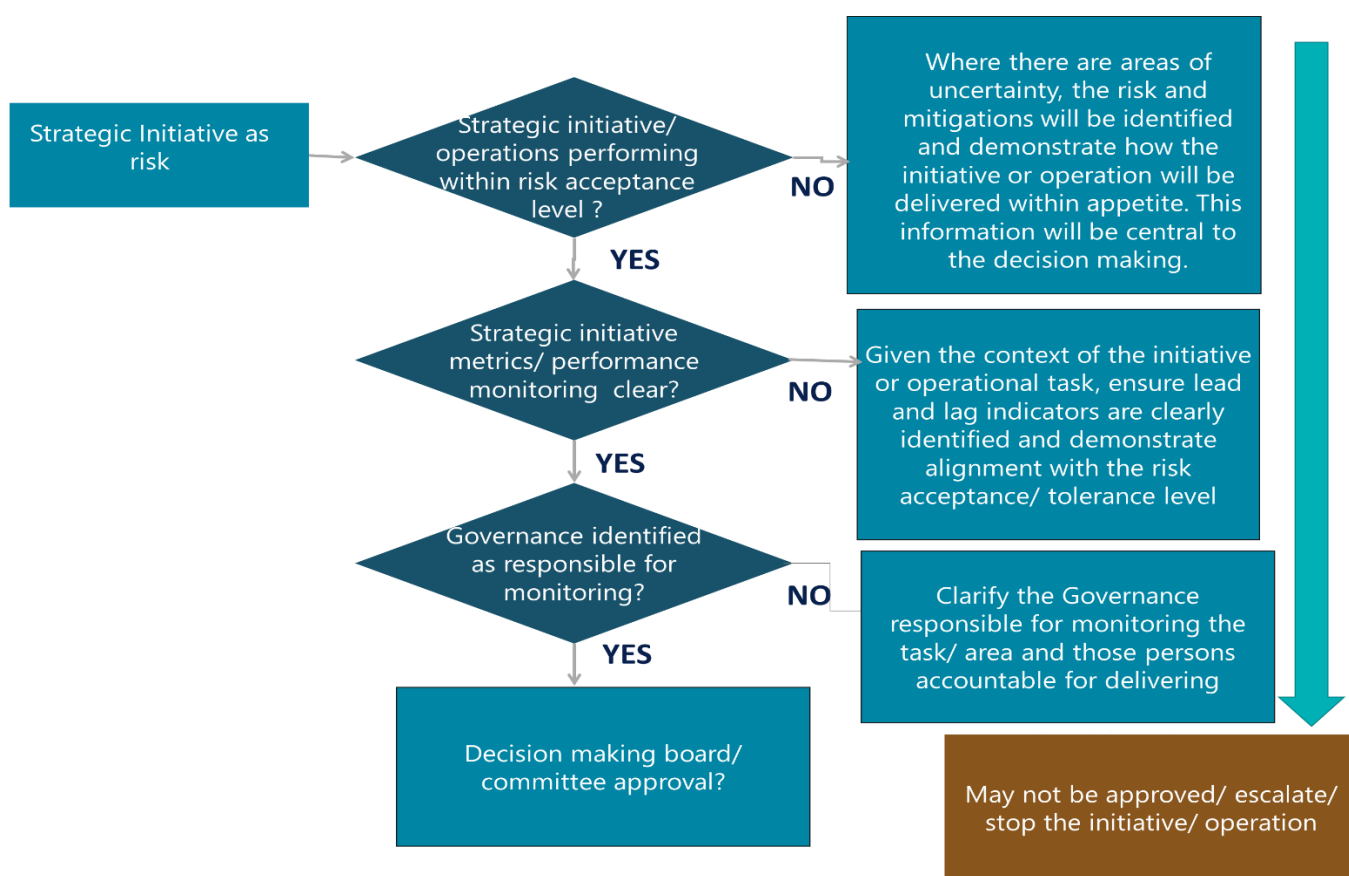 Strategic Initiative as
risk
Strategic initiative/
operations performing
within risk acceptance
level ?
NO
Where there are areas of
uncertainty, the risk and
mitigations will be identified
and demonstrate how the
initiative or operation will be
delivered within appetite. This
information will be central to
the decision making.
YES
Strategic initiative
metrics/ performance
monitoring clear?
NO
Given the context of the initiative
or operational task, ensure lead
and lag indicators are clearly
identified and demonstrate
alignment with the risk
acceptance/ tolerance level
YES
Governance identified
as responsible for
monitoring?
NO
Clarify the Governance
responsible for monitoring the
task/ area and those persons
accountable for delivering
YES
Decision making board/
committee approval?
May not be approved/ escalate/
stop the initiative/ operation